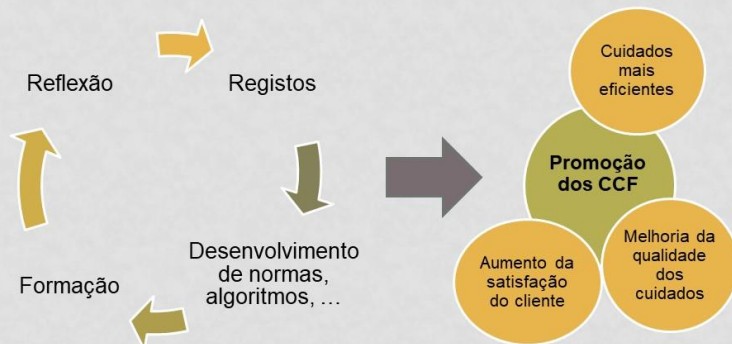 Reflexão
Registos
Desenvolvimento
de normas,
algoritmos, …
Formação
Cuidados
mais
eficientes
Promoção
dos CCF
Aumento da
satisfação
do cliente
Melhoria da
qualidade
dos
cuidados